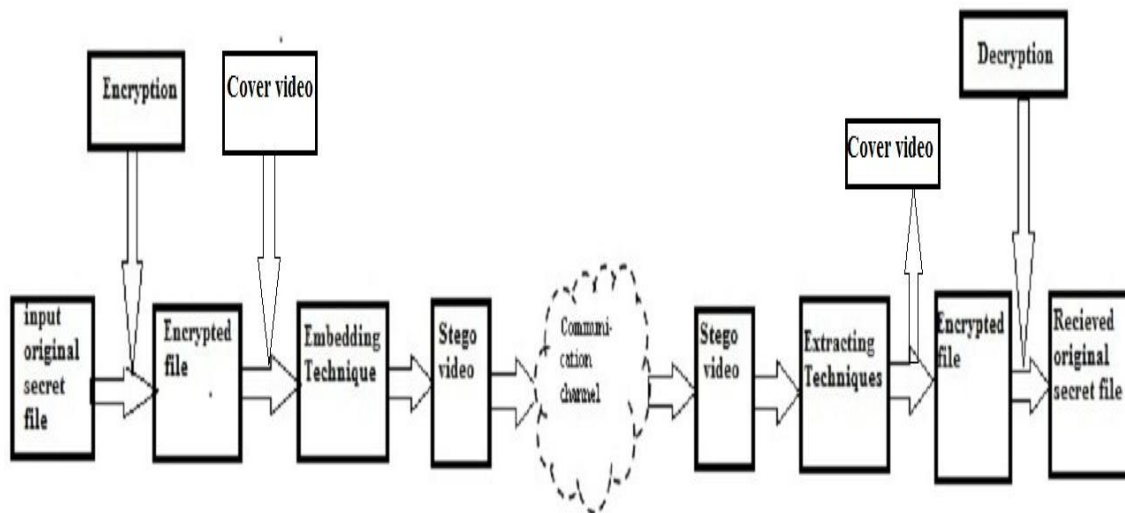 Encryption
Cover video
Decryption
Cover video
input
original
secret
file
Encrypted
file
Embedding
Technique
Stego
video
Communi-
cation
channel
Stego
video
Extracting
Techniques
Encrypted
file
Recieved
original
secret file